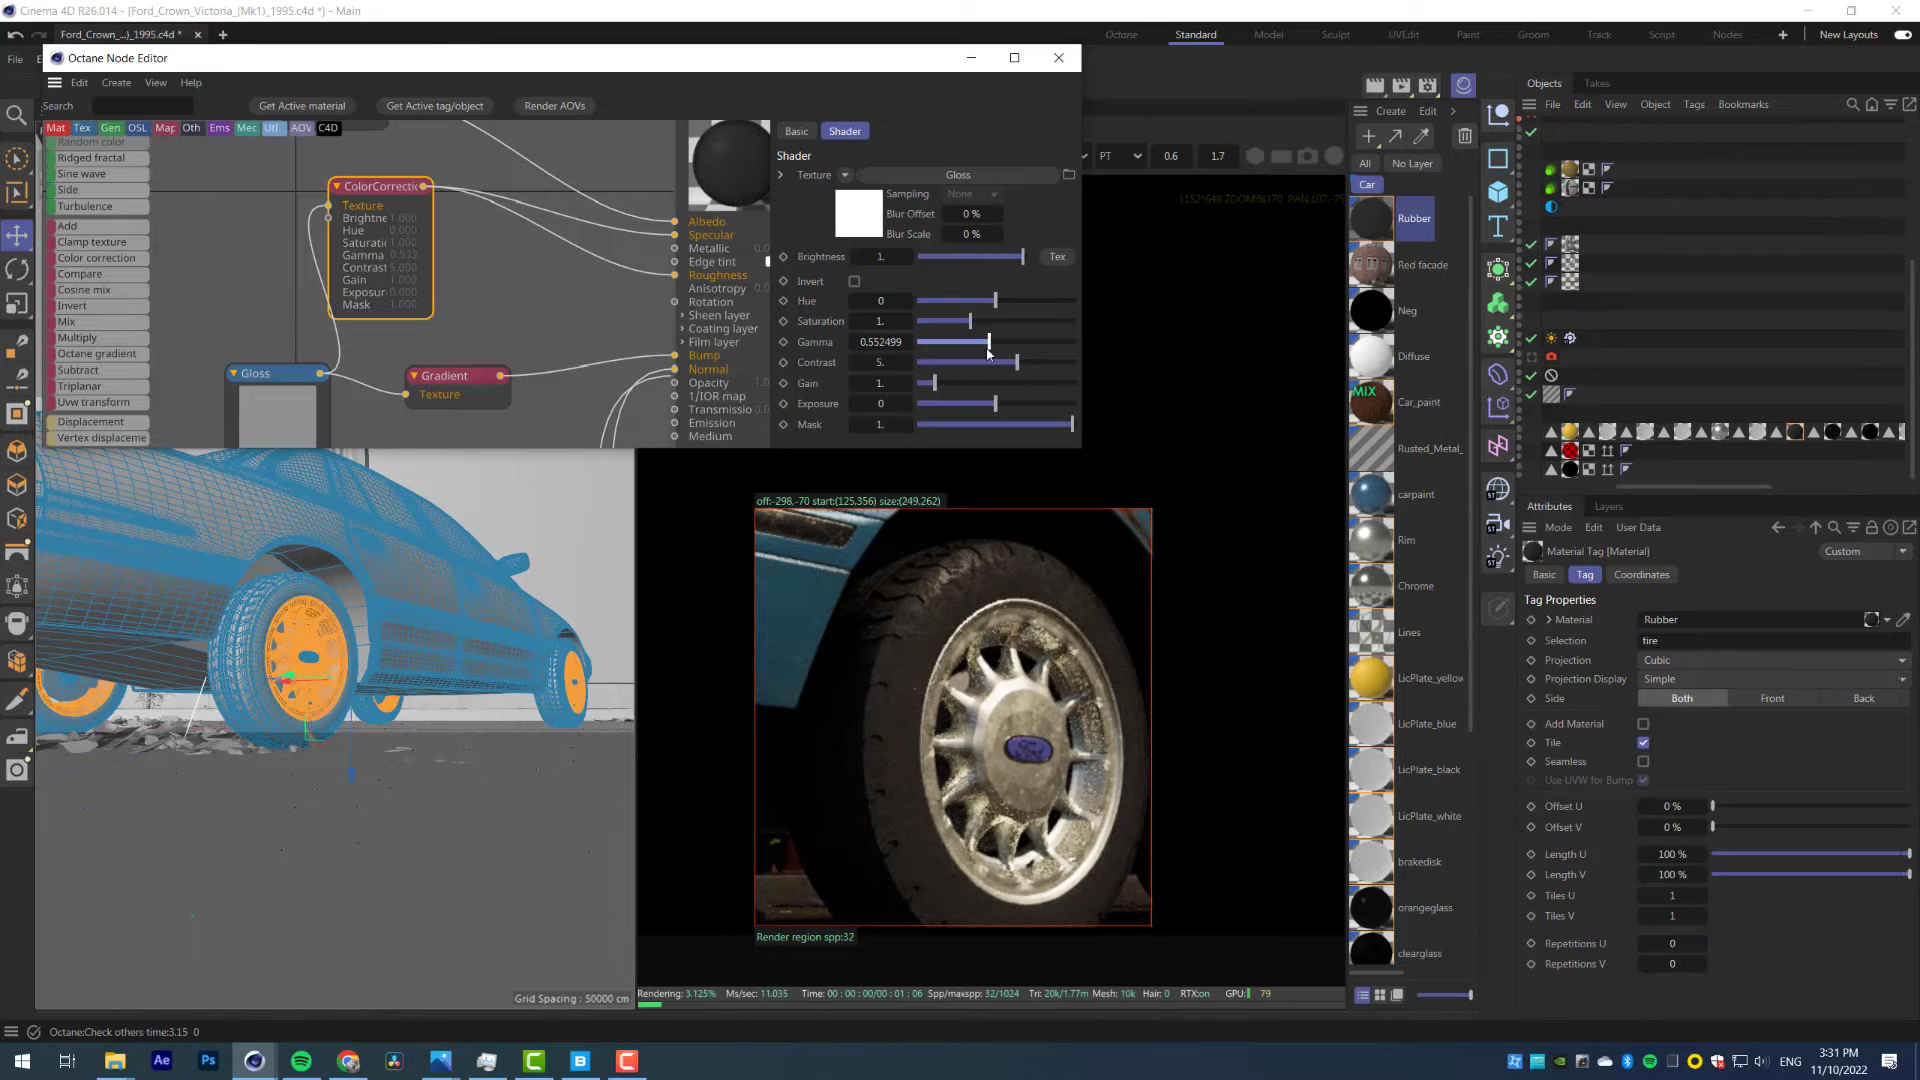 Cinema 4D R26.014 - [Ford_Crown_Victoria_(Mk1)_1995.c4d *] - Main
Ford_Crown_...)_1995.c4d *
Octane
Standard
Model
Sculpt
UVEdit
Paint
Groom
Track
Script
Nodes
New Layouts
File
Octane Node Editor
Edit
Create
View
Help
Search
Get Active material
Get Active tag/object
Render AOVs
Mat
Tex
Gen
OSL
Map
Oth
Ems
Mec
Utl
AOV
C4D
Random color
Ridged fractal
Sine wave
Side
Turbulence
Add
Clamp texture
Color correction
Compare
Cosine mix
Invert
Mix
Multiply
Octane gradient
Subtract
Triplanar
Uvw transform
Displacement
Vertex displaceme
ColorCorrectic
Texture
Brightne 1.000
Hue 0.000
Saturatic 1.000
Gamma 0.533
Contrast 5.000
Gain 1.000
Exposur 0.000
Mask 1.000
Gloss
Gradient
Texture
Albedo
Specular
Metallic
Edge tint
Roughness
Anisotropy
Rotation
Sheen layer
Coating layer
Film layer
Bump
Normal
Opacity
1/IOR map
Transmissio
Emission
Medium
Basic
Shader
Shader
Texture
Gloss
Sampling None
Blur Offset 0 %
Blur Scale 0 %
Brightness 1. Tex
Invert
Hue 0
Saturation 1.
Gamma 0.552499
Contrast 5.
Gain 1.
Exposure 0
Mask 1.
PT
0.6
1.7
1152*648 ZOOM:%170 PAN:107,-75
off:-298,-70 start:(125,356) size:(249,262)
Render region spp:32
Grid Spacing : 50000 cm
Rendering: 3.125% Ms/sec: 11.035 Time: 00 : 00 : 00/00 : 01 : 06 Spp/maxspp: 32/1024 Tri: 20k/1.77m Mesh: 10k Hair: 0 RTX:on GPU: 79
Create
Edit
All
No Layer
Car
Rubber
Red facade
Neg
Diffuse
MIX
Car_paint
Rusted_Metal_
carpaint
Rim
Chrome
Lines
LicPlate_yellow
LicPlate_blue
LicPlate_black
LicPlate_white
brakedisk
orangeglass
clearglass
Objects
Takes
File
Edit
View
Object
Tags
Bookmarks
ST
ST
ST
Attributes
Layers
Mode
Edit
User Data
Material Tag [Material]
Custom
Basic
Tag
Coordinates
Tag Properties
Material Rubber
Selection tire
Projection Cubic
Projection Display Simple
Side Both Front Back
Add Material
Tile
Seamless
Use UVW for Bump
Offset U 0 %
Offset V 0 %
Length U 100 %
Length V 100 %
Tiles U 1
Tiles V 1
Repetitions U 0
Repetitions V 0
Octane:Check others time:3.15 0
Ae
Ps
C
B
C
ENG
3:31 PM
11/10/2022